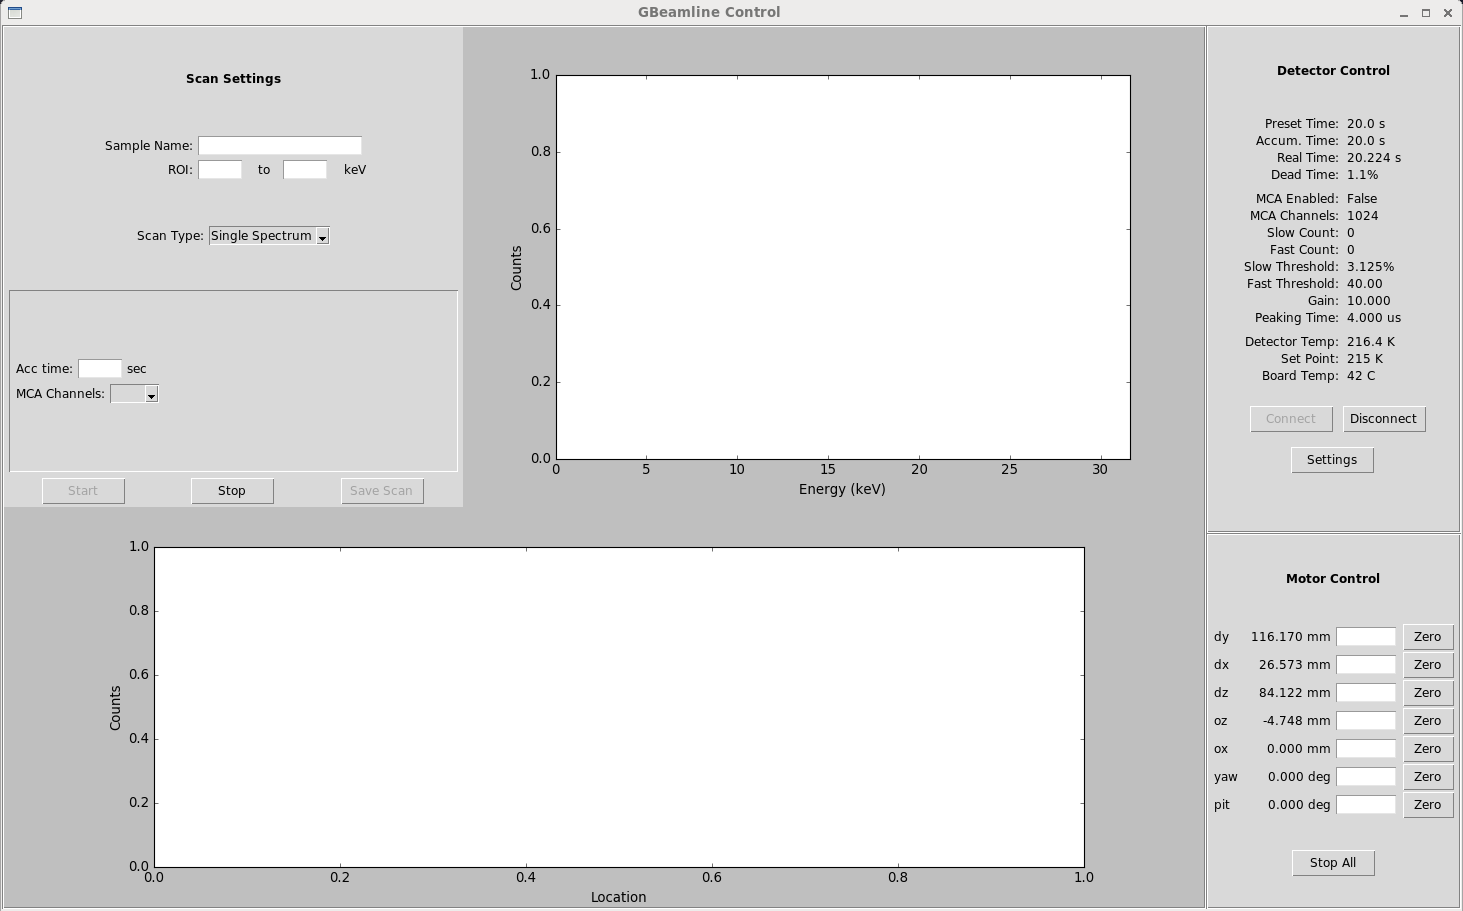 GBeamline Control
Scan Settings
Sample Name:
ROI: to keV
Scan Type: Single Spectrum
Acc time: sec
MCA Channels:
Start Stop Save Scan
1.0
0.8
0.6
0.4
0.2
0.0
Counts
0 5 10 15 20 25 30
Energy (keV)
1.0
0.8
0.6
0.4
0.2
0.0
Counts
0.0 0.2 0.4 0.6 0.8 1.0
Location
Detector Control
Preset Time: 20.0 s
Accum. Time: 20.0 s
Real Time: 20.224 s
Dead Time: 1.1%
MCA Enabled: False
MCA Channels: 1024
Slow Count: 0
Fast Count: 0
Slow Threshold: 3.125%
Fast Threshold: 40.00
Gain: 10.000
Peaking Time: 4.000 us
Detector Temp: 216.4 K
Set Point: 215 K
Board Temp: 42 C
Connect Disconnect
Settings
Motor Control
dy 116.170 mm Zero
dx 26.573 mm Zero
dz 84.122 mm Zero
oz -4.748 mm Zero
ox 0.000 mm Zero
yaw 0.000 deg Zero
pit 0.000 deg Zero
Stop All